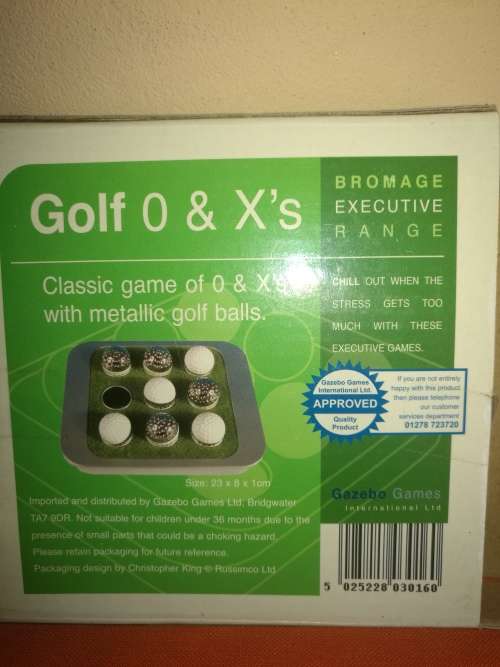 Golf 0 & X's
Classic game of 0 & X's
with metallic golf balls.
BROMAGE
EXECUTIVE
RANGE
CHILL OUT WHEN THE
STRESS GETS TOO
MUCH WITH THESE
EXECUTIVE GAMES.
Gazebo Games
International Ltd.
APPROVED
Quality
Product
If you are not entirely
happy with this product
then please telephone
our customer
services department
01278 723720
Size: 23 x 8 x 1cm
Imported and distributed by Gazebo Games Ltd, Bridgwater
TA7 9DR. Not suitable for children under 36 months due to the
presence of small parts that could be a choking hazard.
Please retain packaging for future reference.
Packaging design by Christopher King © Russimco Ltd
Gazebo Games
International Ltd
5 025228 030160